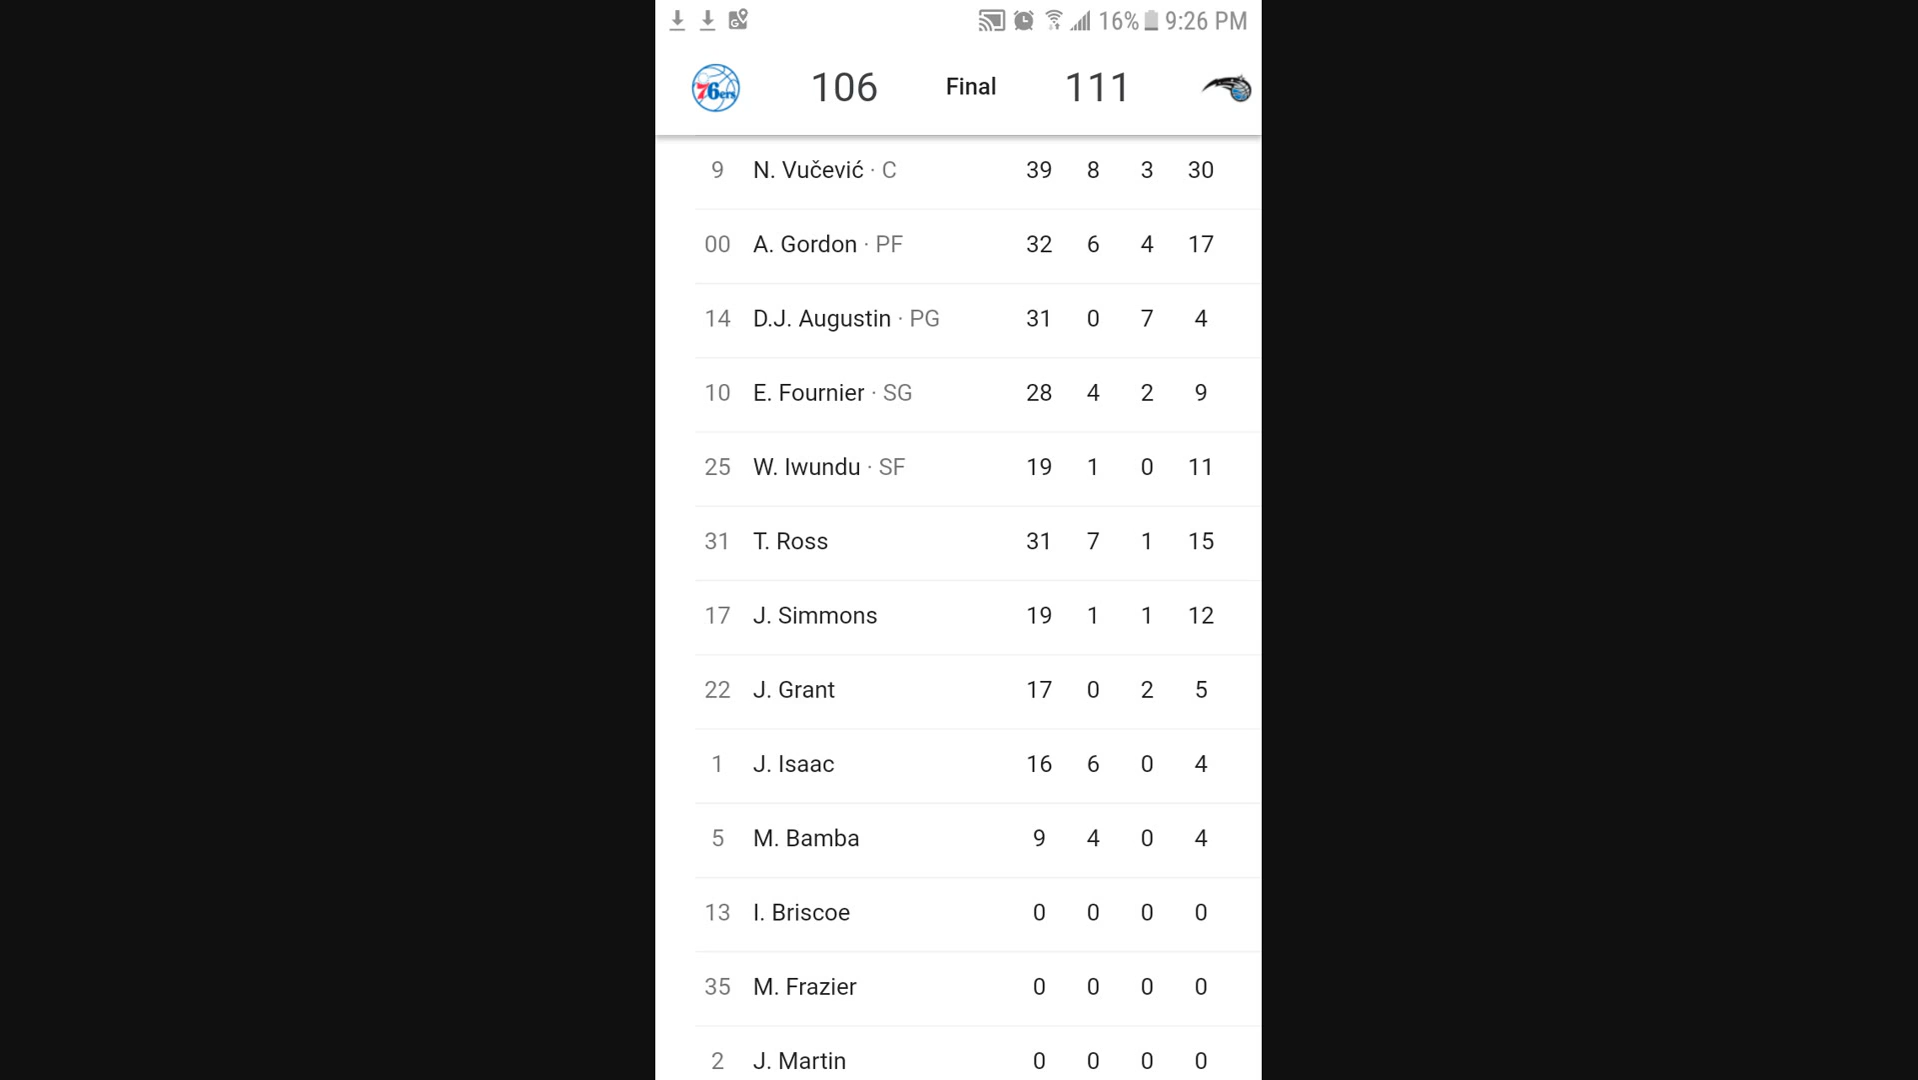 16% 9:26 PM
76ers 106 Final 111
9 N. Vučević · C 39 8 3 30
00 A. Gordon · PF 32 6 4 17
14 D.J. Augustin · PG 31 0 7 4
10 E. Fournier · SG 28 4 2 9
25 W. Iwundu · SF 19 1 0 11
31 T. Ross 31 7 1 15
17 J. Simmons 19 1 1 12
22 J. Grant 17 0 2 5
1 J. Isaac 16 6 0 4
5 M. Bamba 9 4 0 4
13 I. Briscoe 0 0 0 0
35 M. Frazier 0 0 0 0
2 J. Martin 0 0 0 0